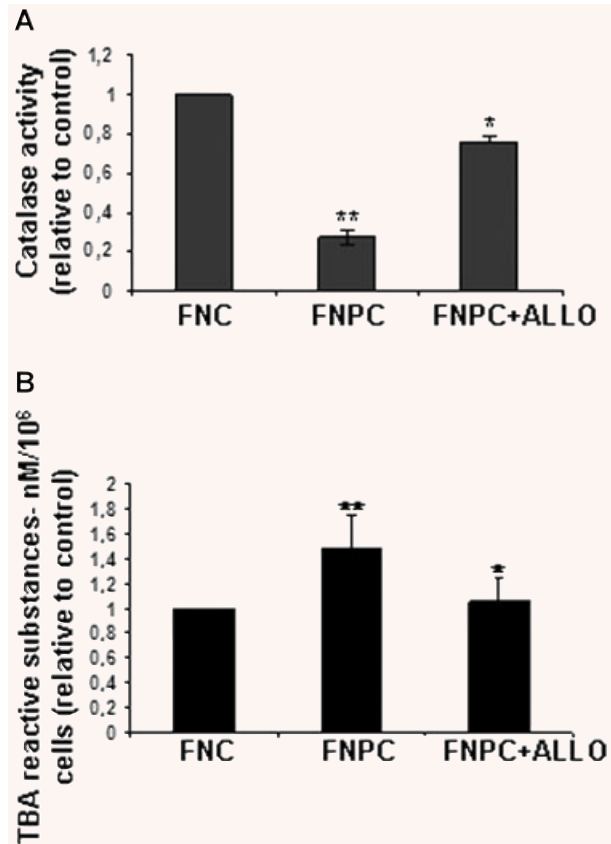 A
Catalase activity
(relative to control)
1,2
1
0,8
0,6
0,4
0,2
0
**
*
FNC FNPC FNPC+ALLO
B
TBA reactive substances- nM/10⁶
cells (relative to control)
2
1,8
1,6
1,4
1,2
1
0,8
0,6
0,4
0,2
0
**
*
FNC FNPC FNPC+ALLO